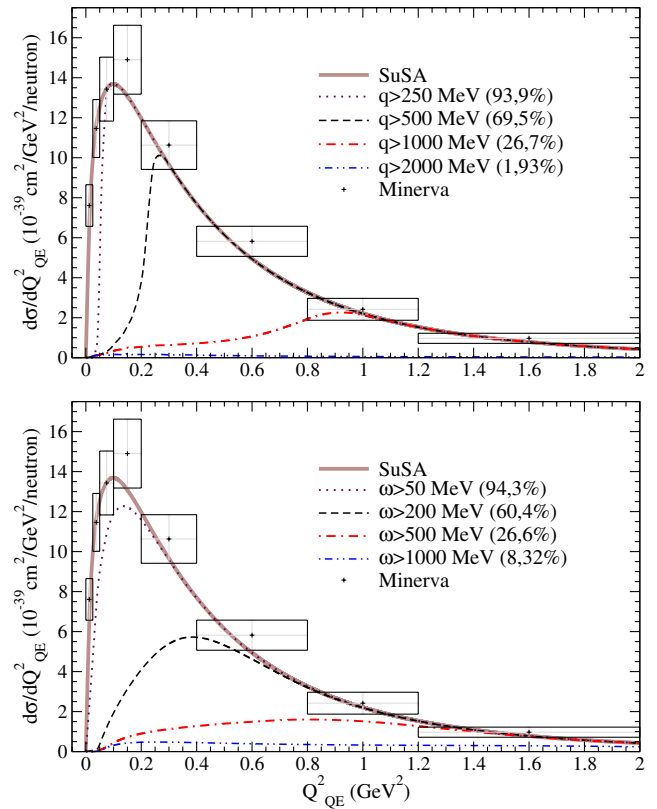 16
14
12
10
8
6
4
2
0
dσ/dQ²QE (10⁻³⁹ cm²/GeV²/neutron)
SuSA
q>250 MeV (93,9%)
q>500 MeV (69,5%)
q>1000 MeV (26,7%)
q>2000 MeV (1,93%)
Minerva
0 0.2 0.4 0.6 0.8 1 1.2 1.4 1.6 1.8 2
16
14
12
10
8
6
4
2
0
dσ/dQ²QE (10⁻³⁹ cm²/GeV²/neutron)
SuSA
ω>50 MeV (94,3%)
ω>200 MeV (60,4%)
ω>500 MeV (26,6%)
ω>1000 MeV (8,32%)
Minerva
0 0.2 0.4 0.6 0.8 1 1.2 1.4 1.6 1.8 2
Q²QE (GeV²)